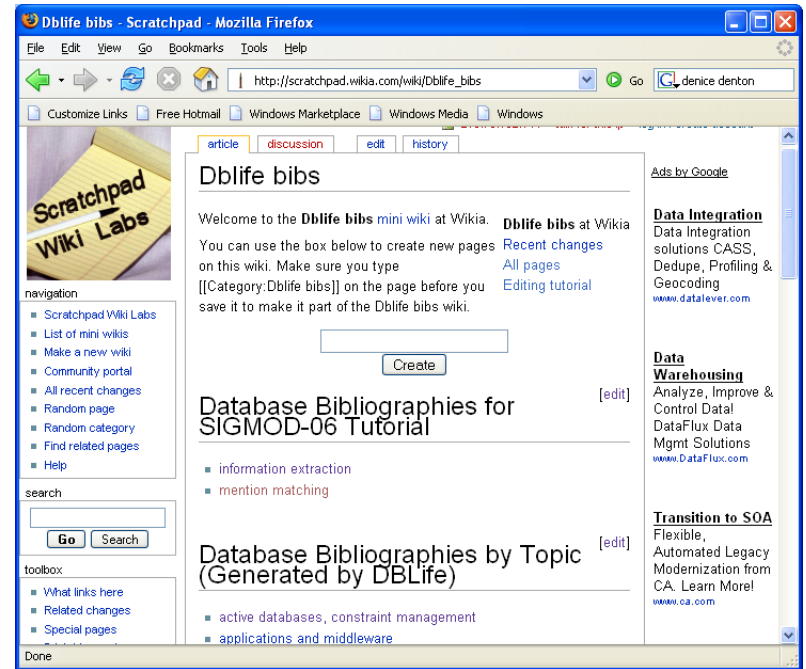 Dblife bibs - Scratchpad - Mozilla Firefox
File Edit View Go Bookmarks Tools Help
http://scratchpad.wikia.com/wiki/Dblife_bibs Go G denice denton
Customize Links Free Hotmail Windows Marketplace Windows Media Windows
Scratchpad
Wiki Labs
navigation
Scratchpad Wiki Labs
List of mini wikis
Make a new wiki
Community portal
All recent changes
Random page
Random category
Find related pages
Help
search
Go Search
toolbox
What links here
Related changes
Special pages
article discussion edit history
Dblife bibs
Welcome to the Dblife bibs mini wiki at Wikia.
You can use the box below to create new pages
on this wiki. Make sure you type
[[Category:Dblife bibs]] on the page before you
save it to make it part of the Dblife bibs wiki.
Dblife bibs at Wikia
Recent changes
All pages
Editing tutorial
Create
[edit]
Database Bibliographies for
SIGMOD-06 Tutorial
information extraction
mention matching
[edit]
Database Bibliographies by Topic
(Generated by DBLife)
active databases, constraint management
applications and middleware
Ads by Google
Data Integration
Data Integration
solutions CASS,
Dedupe, Profiling &
Geocoding
www.datalever.com
Data
Warehousing
Analyze, Improve &
Control Data!
DataFlux Data
Mgmt Solutions
www.DataFlux.com
Transition to SOA
Flexible,
Automated Legacy
Modernization from
CA. Learn More!
www.ca.com
Done